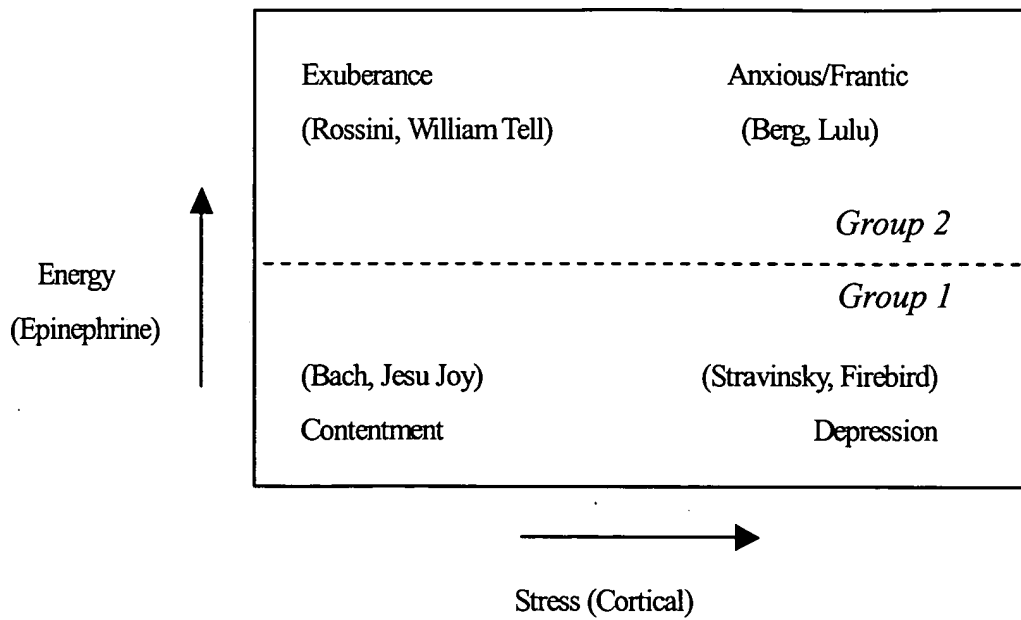 Exuberance
Anxious/Frantic
(Rossini, William Tell)
(Berg, Lulu)
Group 2
Energy
(Epinephrine)
Group 1
(Bach, Jesu Joy)
(Stravinsky, Firebird)
Contentment
Depression
Stress (Cortical)